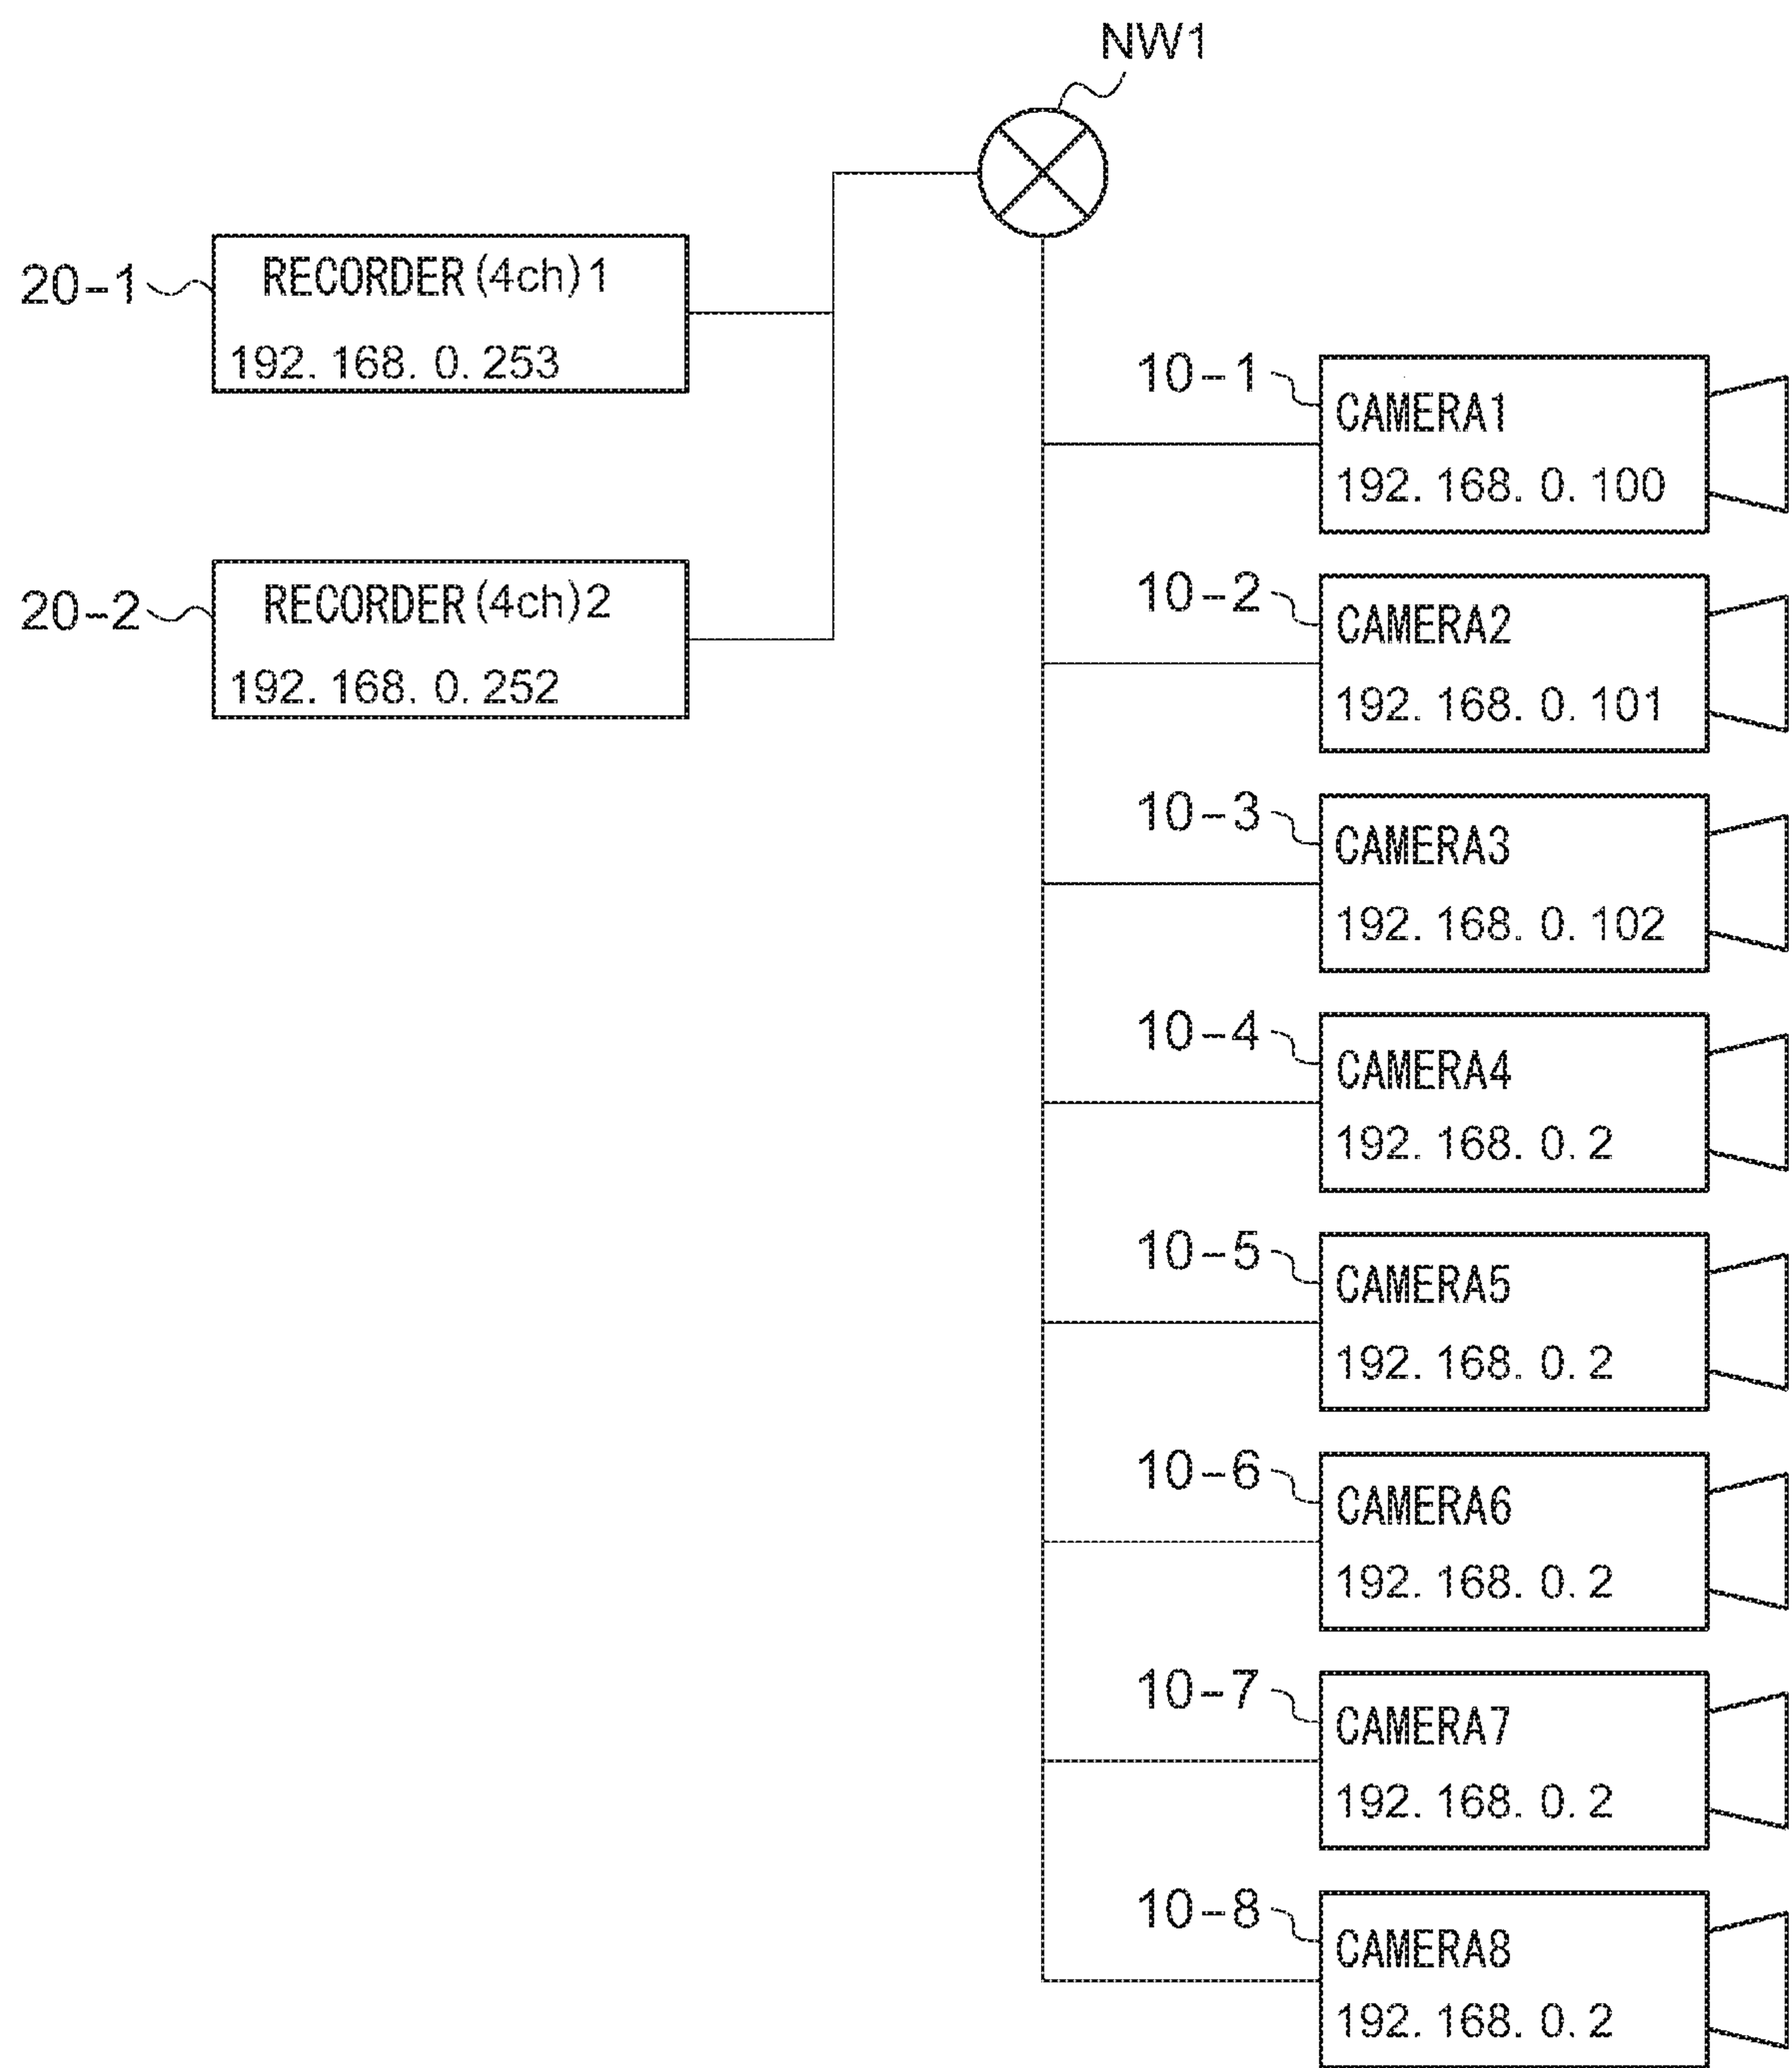 NW1
20-1
RECORDER(4ch)1
192.168.0.253
20-2
RECORDER(4ch)2
192.168.0.252
10-1
CAMERA1
192.168.0.100
10-2
CAMERA2
192.168.0.101
10-3
CAMERA3
192.168.0.102
10-4
CAMERA4
192.168.0.2
10-5
CAMERA5
192.168.0.2
10-6
CAMERA6
192.168.0.2
10-7
CAMERA7
192.168.0.2
10-8
CAMERA8
192.168.0.2